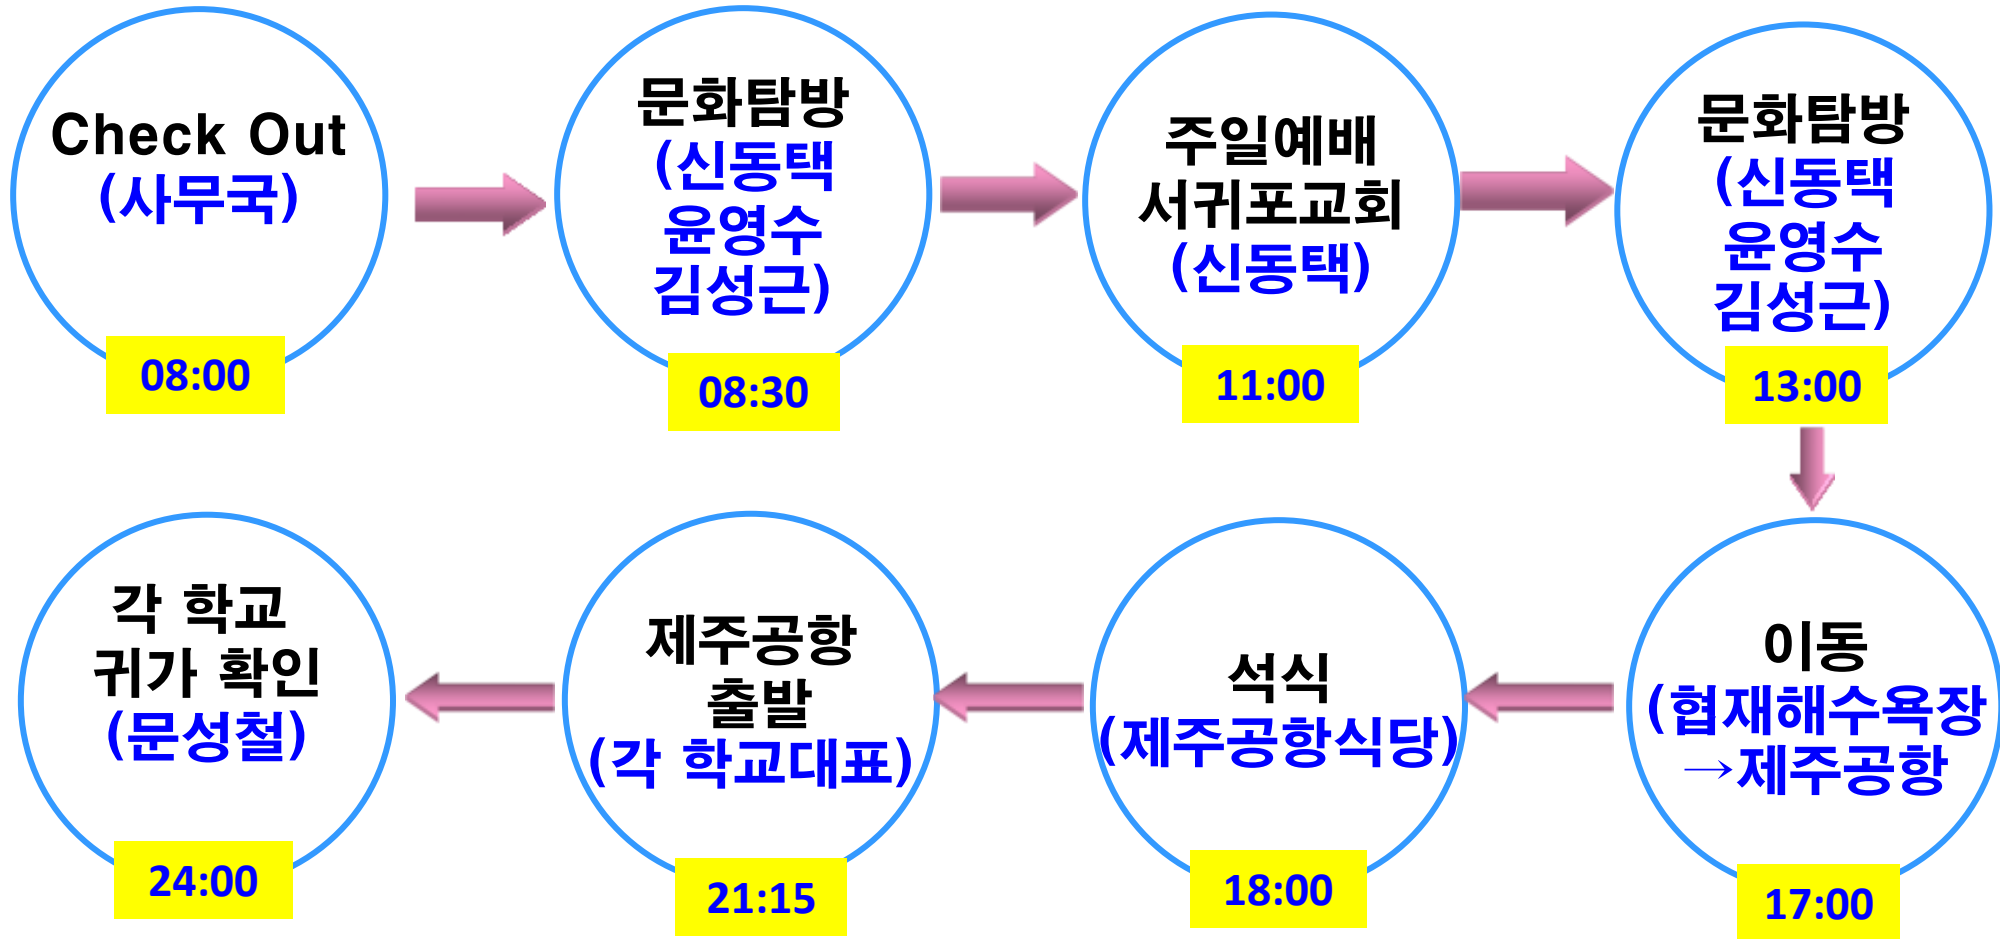 Check Out
(사무국)
08:00
문화탐방
(신동택
윤영수
김성근)
08:30
주일예배
서귀포교회
(신동택)
11:00
문화탐방
(신동택
윤영수
김성근)
13:00
이동
(협재해수욕장
→제주공항
17:00
석식
(제주공항식당)
18:00
제주공항
출발
(각 학교대표)
21:15
각 학교
귀가 확인
(문성철)
24:00